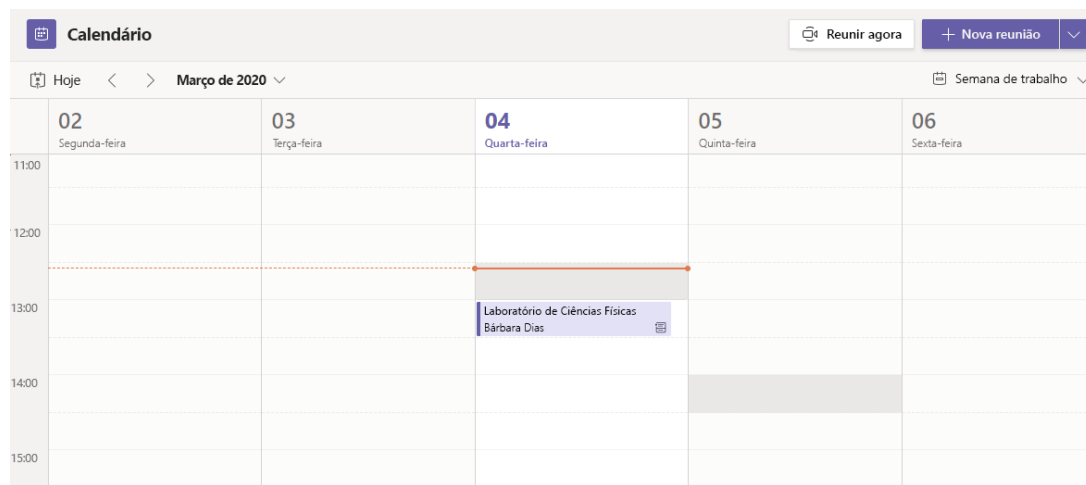 Calendário
Reunir agora
Nova reunião
Hoje
Março de 2020
Semana de trabalho
02
Segunda-feira
03
Terça-feira
04
Quarta-feira
05
Quinta-feira
06
Sexta-feira
11:00
12:00
13:00
Laboratório de Ciências Físicas
Bárbara Dias
14:00
15:00